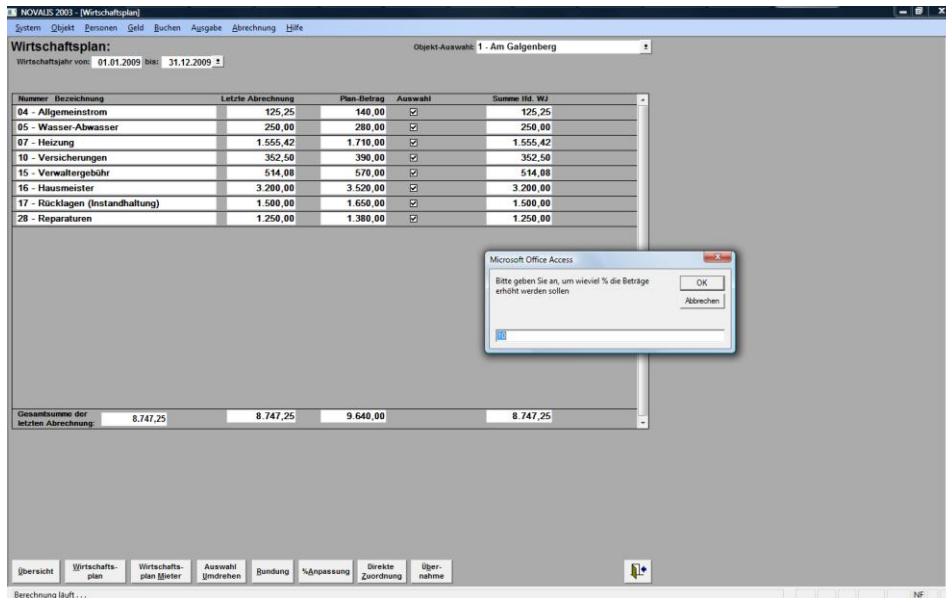 NOVALIS 2003 - [Wirtschaftsplan]
System Objekt Personen Geld Buchen Ausgabe Abrechnung Hilfe
Wirtschaftsplan:
Objekt-Auswahl: 1 - Am Galgenberg
Wirtschaftsjahr von: 01.01.2009 bis: 31.12.2009
Nummer Bezeichnung Letzte Abrechnung Plan-Betrag Auswahl Summe lfd. WJ
04 - Allgemeinstrom 125,25 140,00 125,25
05 - Wasser-Abwasser 250,00 280,00 250,00
07 - Heizung 1.555,42 1.710,00 1.555,42
10 - Versicherungen 352,50 390,00 352,50
15 - Verwaltergebühr 514,08 570,00 514,08
16 - Hausmeister 3.200,00 3.520,00 3.200,00
17 - Rücklagen (Instandhaltung) 1.500,00 1.650,00 1.500,00
28 - Reparaturen 1.250,00 1.380,00 1.250,00
Microsoft Office Access
Bitte geben Sie an, um wieviel % die Beträge
erhöht werden sollen
OK
Abbrechen
10
Gesamtsumme der
letzten Abrechnung: 8.747,25 8.747,25 9.640,00 8.747,25
Übersicht
Wirtschafts-
plan
Wirtschafts-
plan Mieter
Auswahl
Umdrehen
Rundung
%Anpassung
Direkte
Zuordnung
Über-
nahme
Berechnung läuft . . .
NF